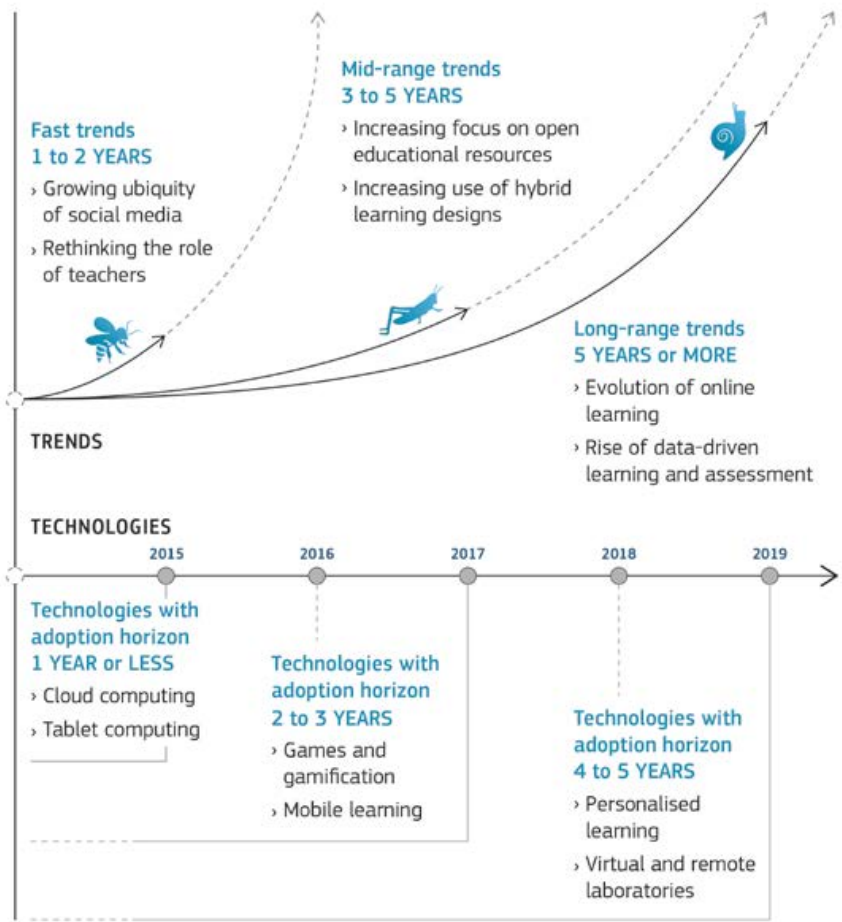 Fast trends
1 to 2 YEARS
› Growing ubiquity
of social media
› Rethinking the role
of teachers
Mid-range trends
3 to 5 YEARS
› Increasing focus on open
educational resources
› Increasing use of hybrid
learning designs
Long-range trends
5 YEARS or MORE
› Evolution of online
learning
› Rise of data-driven
learning and assessment
TRENDS
TECHNOLOGIES
2015 2016 2017 2018 2019
Technologies with
adoption horizon
1 YEAR or LESS
› Cloud computing
› Tablet computing
Technologies with
adoption horizon
2 to 3 YEARS
› Games and
gamification
› Mobile learning
Technologies with
adoption horizon
4 to 5 YEARS
› Personalised
learning
› Virtual and remote
laboratories